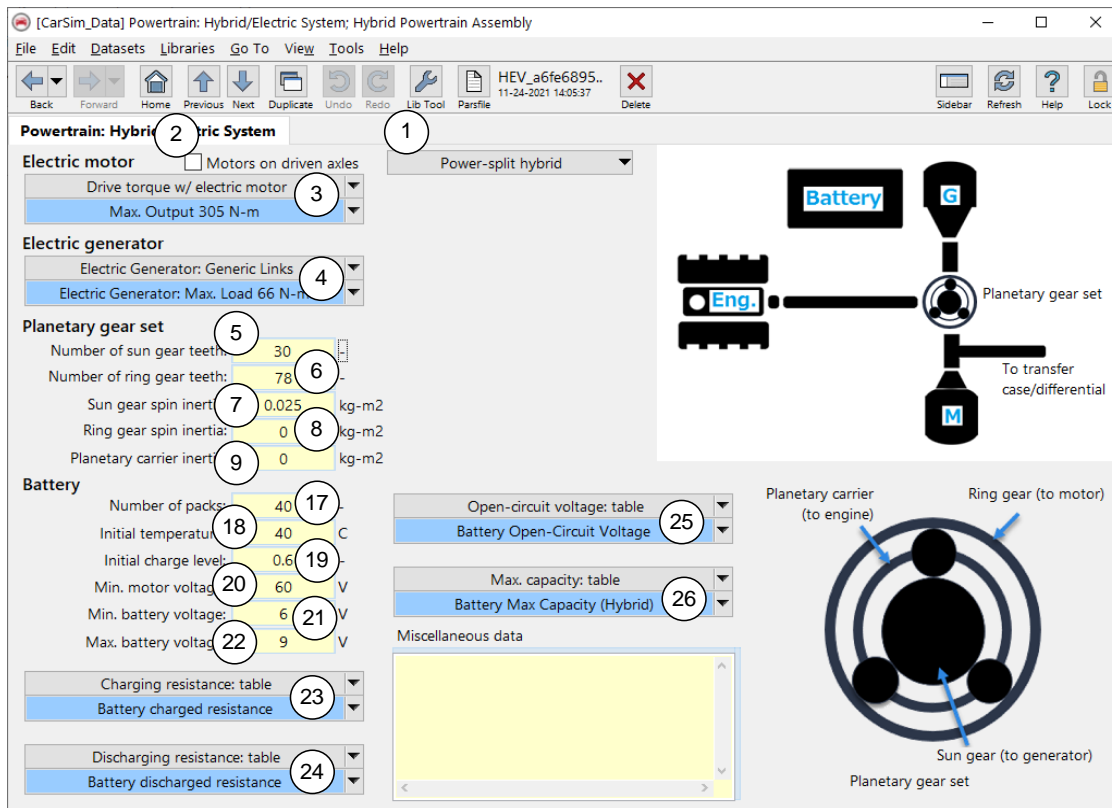 [CarSim_Data] Powertrain: Hybrid/Electric System; Hybrid Powertrain Assembly
File Edit Datasets Libraries Go To View Tools Help
HEV_a6fe6895..
11-24-2021 14:05:37
Back Forward Home Previous Next Duplicate Undo Redo Lib Tool Parsfile Delete Sidebar Refresh Help Lock
Powertrain: Hybrid tric System
2
1
Electric motor
Motors on driven axles
Power-split hybrid
Drive torque w/ electric motor
3
Max. Output 305 N-m
Electric generator
Electric Generator: Generic Links
4
Electric Generator: Max. Load 66 N-m
Planetary gear set
5
Number of sun gear teeth: 30 -
Number of ring gear teeth: 78 -
6
Sun gear spin inerti 0.025 kg-m2
7
Ring gear spin inertia: 0 kg-m2
8
Planetary carrier inerti 0 kg-m2
9
Battery
Number of packs: 40 -
17
Initial temperatur 40 C
18
Initial charge level: 0.6 -
19
Min. motor voltag 60 V
20
Min. battery voltage: 6 V
21
Max. battery voltag 9 V
22
Charging resistance: table
23
Battery charged resistance
Discharging resistance: table
24
Battery discharged resistance
Open-circuit voltage: table
25
Battery Open-Circuit Voltage
Max. capacity: table
26
Battery Max Capacity (Hybrid)
Miscellaneous data
Battery
G
Eng.
Planetary gear set
To transfer
case/differential
M
Planetary carrier
(to engine)
Ring gear (to motor)
Sun gear (to generator)
Planetary gear set